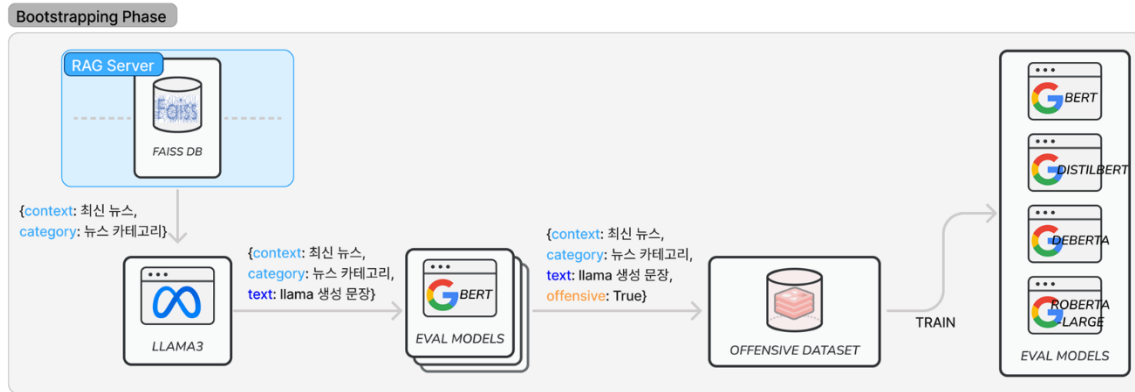 Bootstrapping Phase
RAG Server
Faiss
FAISS DB
{context: 최신 뉴스,
category: 뉴스 카테고리}
LLAMA3
{context: 최신 뉴스,
category: 뉴스 카테고리,
text: llama 생성 문장}
BERT
EVAL MODELS
{context: 최신 뉴스,
category: 뉴스 카테고리,
text: llama 생성 문장,
offensive: True}
OFFENSIVE DATASET
TRAIN
BERT
DISTILBERT
DEBERTA
ROBERTA
-LARGE
EVAL MODELS